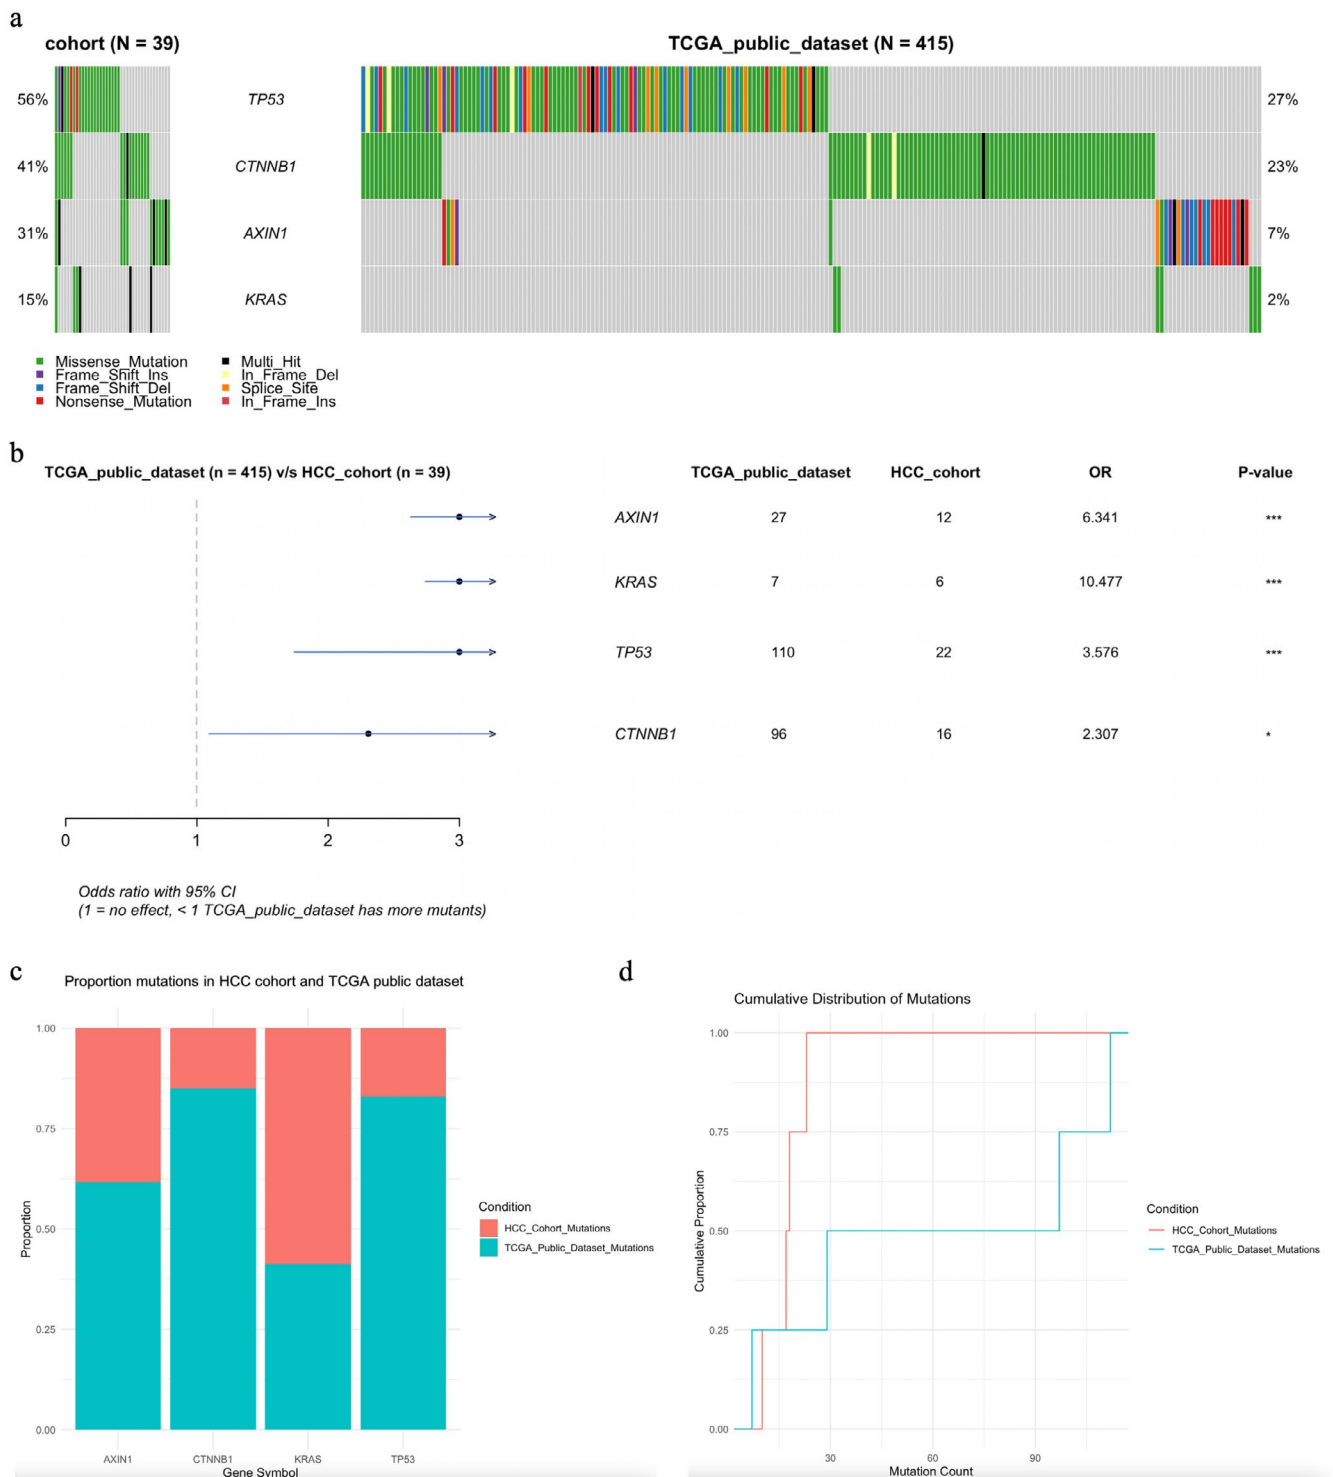 a
cohort (N = 39)
TCGA_public_dataset (N = 415)
56% TP53 27%
41% CTNNB1 23%
31% AXIN1 7%
15% KRAS 2%
Missense_Mutation Multi_Hit
Frame_Shift_Ins In_Frame_Del
Frame_Shift_Del Splice_Site
Nonsense_Mutation In_Frame_Ins
b
TCGA_public_dataset (n = 415) v/s HCC_cohort (n = 39)
TCGA_public_dataset HCC_cohort OR P-value
AXIN1 27 12 6.341 ***
KRAS 7 6 10.477 ***
TP53 110 22 3.576 ***
CTNNB1 96 16 2.307 *
0 1 2 3
Odds ratio with 95% CI
(1 = no effect, < 1 TCGA_public_dataset has more mutants)
c
Proportion mutations in HCC cohort and TCGA public dataset
1.00
0.75
0.50
0.25
0.00
Proportion
AXIN1 CTNNB1 KRAS TP53
Gene Symbol
Condition
HCC_Cohort_Mutations
TCGA_Public_Dataset_Mutations
d
Cumulative Distribution of Mutations
1.00
0.75
0.50
0.25
0.00
Cumulative Proportion
30 60 90
Mutation Count
Condition
HCC_Cohort_Mutations
TCGA_Public_Dataset_Mutations